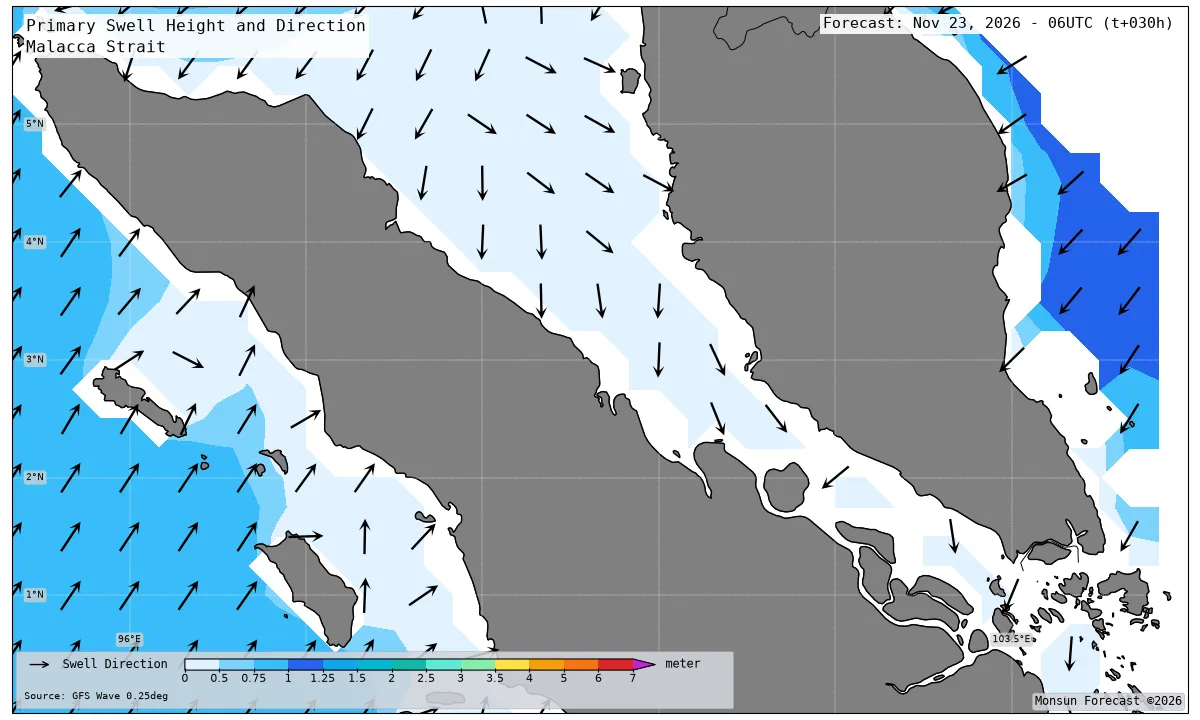 Primary Swell Height and Direction
Malacca Strait
Forecast: Nov 23, 2026 - 06UTC (t+030h)
5°N
4°N
3°N
2°N
1°N
96°E
103.5°E
Swell Direction
meter
0 0.5 0.75 1 1.25 1.5 2 2.5 3 3.5 4 5 6 7
Source: GFS Wave 0.25deg
Monsun Forecast ©2026